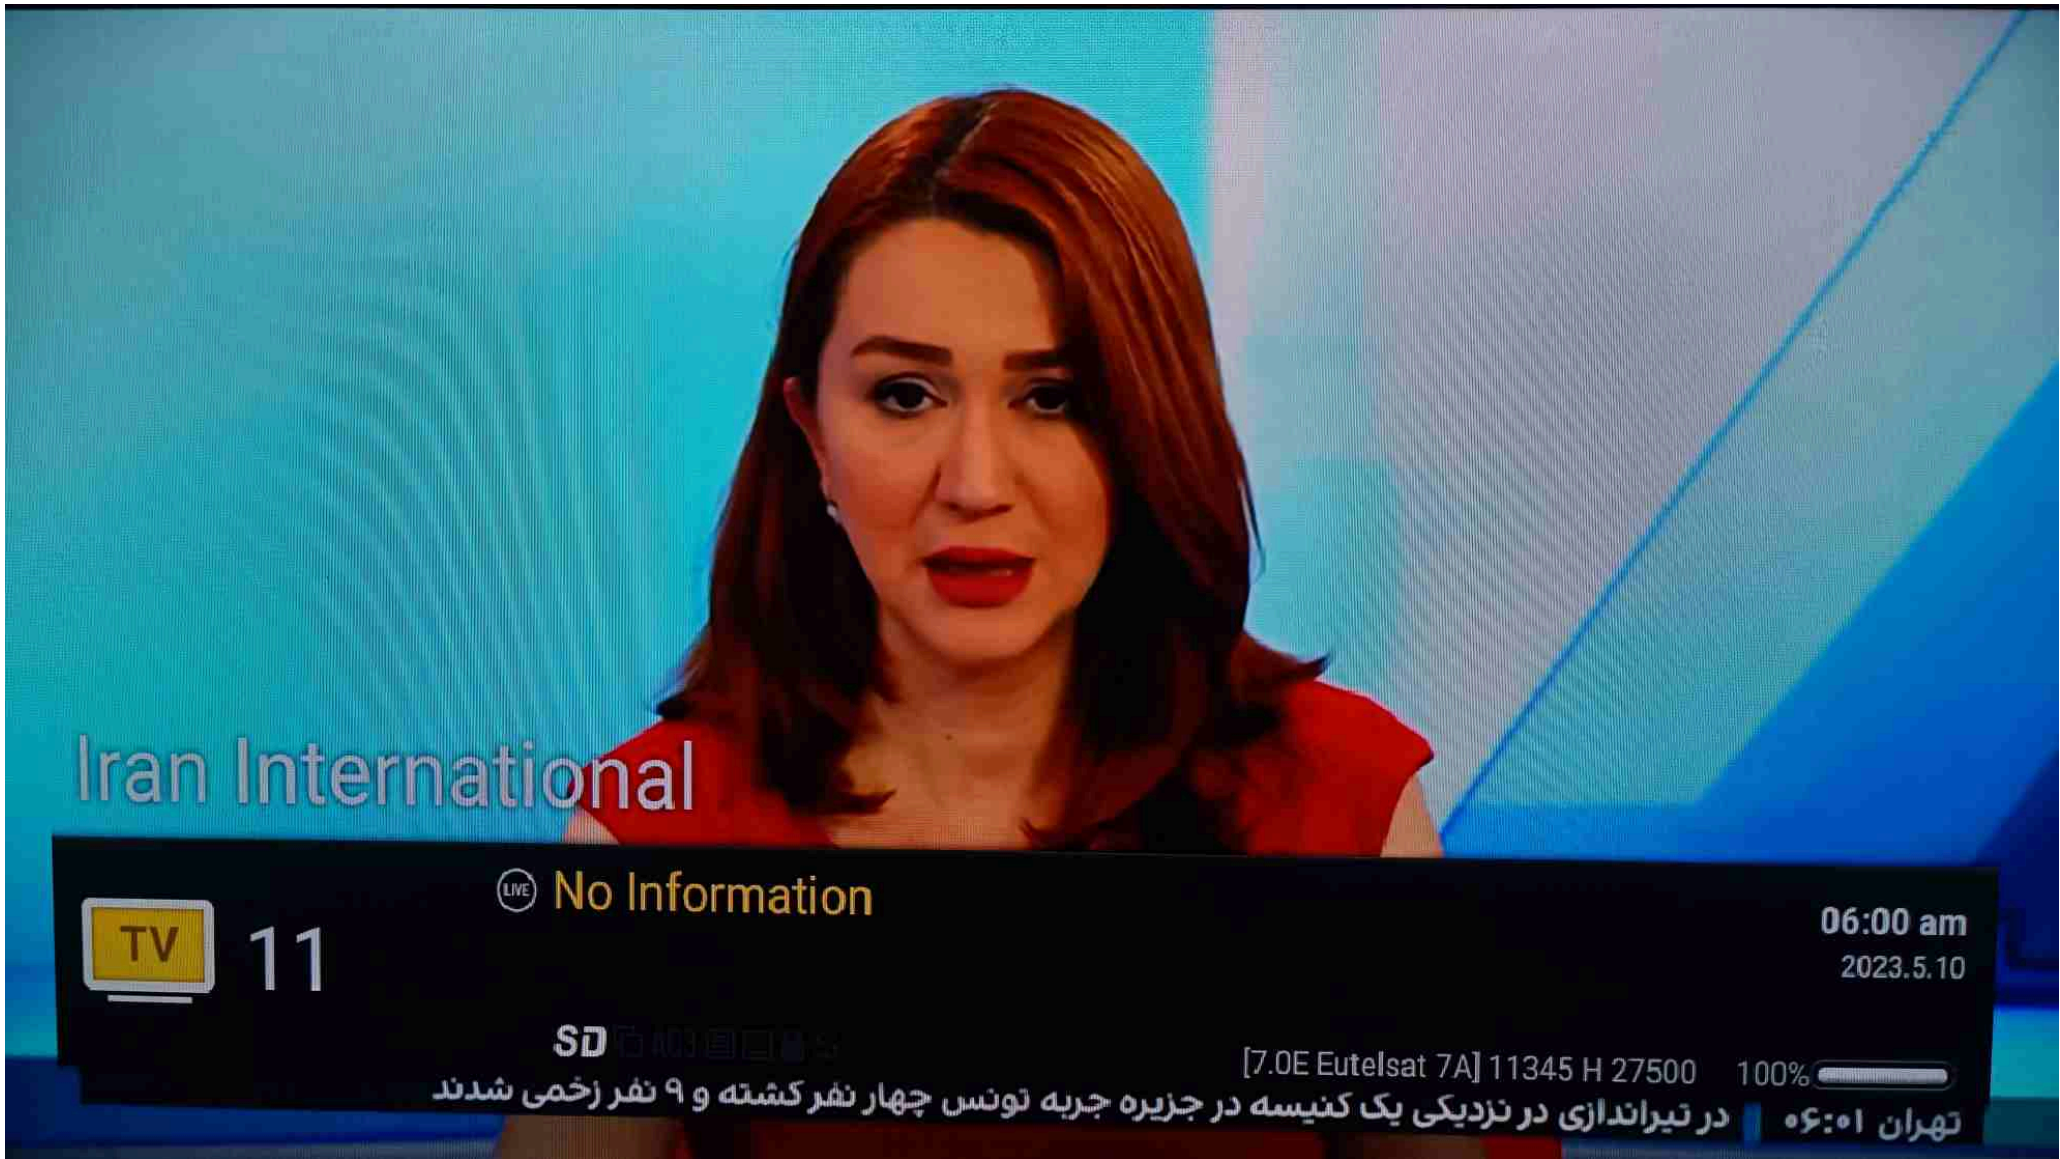 Iran International
LIVE No Information
TV 11
06:00 am
2023.5.10
SD
[7.0E Eutelsat 7A] 11345 H 27500 100%
تهران ۰۶:۰۱ در تیراندازی در نزدیکی یک کنیسه در جزیره جربه تونس چهار نفر کشته و ۹ نفر زخمی شدند